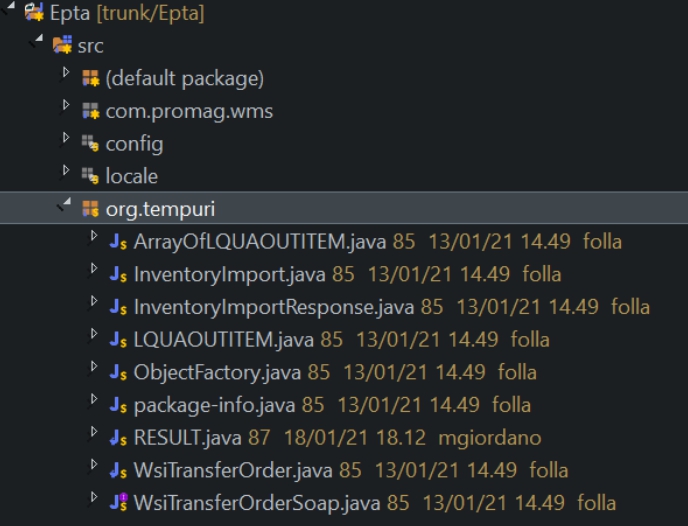 Epta [trunk/Epta]
src
(default package)
com.promag.wms
config
locale
org.tempuri
ArrayOfLQUAOUTITEM.java 85 13/01/21 14.49 folla
InventoryImport.java 85 13/01/21 14.49 folla
InventoryImportResponse.java 85 13/01/21 14.49 folla
LQUAOUTITEM.java 85 13/01/21 14.49 folla
ObjectFactory.java 85 13/01/21 14.49 folla
package-info.java 85 13/01/21 14.49 folla
RESULT.java 87 18/01/21 18.12 mgiordano
WsiTransferOrder.java 85 13/01/21 14.49 folla
WsiTransferOrderSoap.java 85 13/01/21 14.49 folla